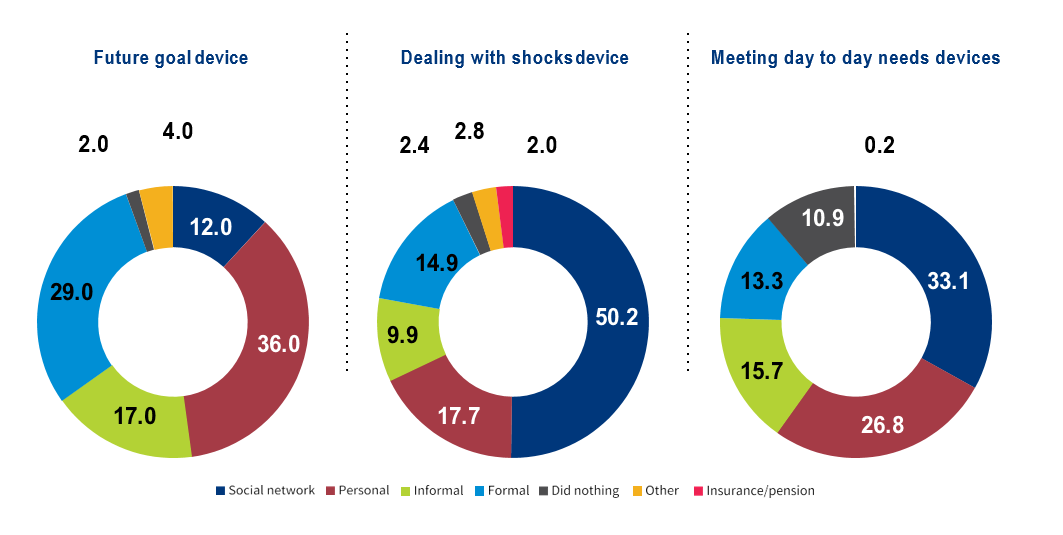 Future goal device
Dealing with shocks device
Meeting day to day needs devices
2.0
4.0
12.0
29.0
36.0
17.0
2.4
2.8
2.0
14.9
50.2
9.9
17.7
0.2
10.9
33.1
13.3
15.7
26.8
Social network
Personal
Informal
Formal
Did nothing
Other
Insurance/pension